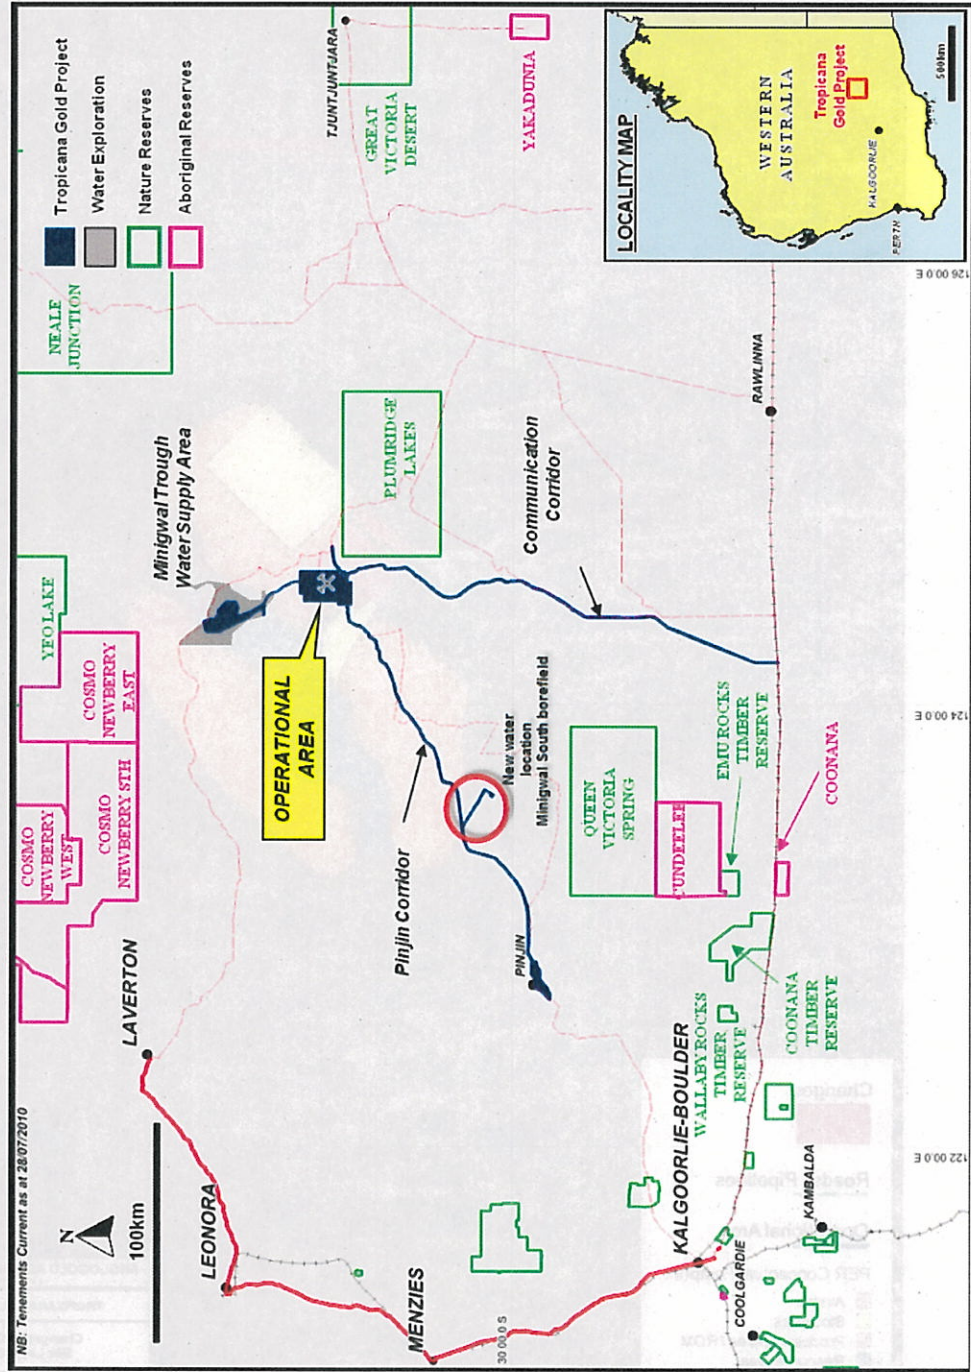 NB: Tenements Current as at 28/07/2010
N
100km
LAVERTON
LEONORA
MENZIES
30 00.0 S
KALGOORLIE-BOULDER
COOLGARDIE
KAMBALDA
122 00.0 E
COSMO
NEWBERRY
WEST
COSMO
NEWBERRY STH
COSMO
NEWBERRY
EAST
YEO LAKE
Minigwal Trough
Water Supply Area
OPERATIONAL
AREA
Pinjin Corridor
PINJIN
New water
location
Minigwal South borefield
Communication
Corridor
QUEEN
VICTORIA
SPRING
CUNDEELEE
EMU ROCKS
TIMBER
RESERVE
COONANA
WALLABY ROCKS
TIMBER
RESERVE
COONANA
TIMBER
RESERVE
124 00.0 E
NEALE
JUNCTION
PLUMRIDGE
LAKES
RAWLINNA
126 00.0 E
Tropicana Gold Project
Water Exploration
Nature Reserves
Aboriginal Reserves
TJUNTJUNTJARA
GREAT
VICTORIA
DESERT
YAKADUNIA
LOCALITY MAP
WESTERN
AUSTRALIA
Tropicana
Gold Project
KALGOORLIE
PERTH
500km
Changes
Roads Pipelines